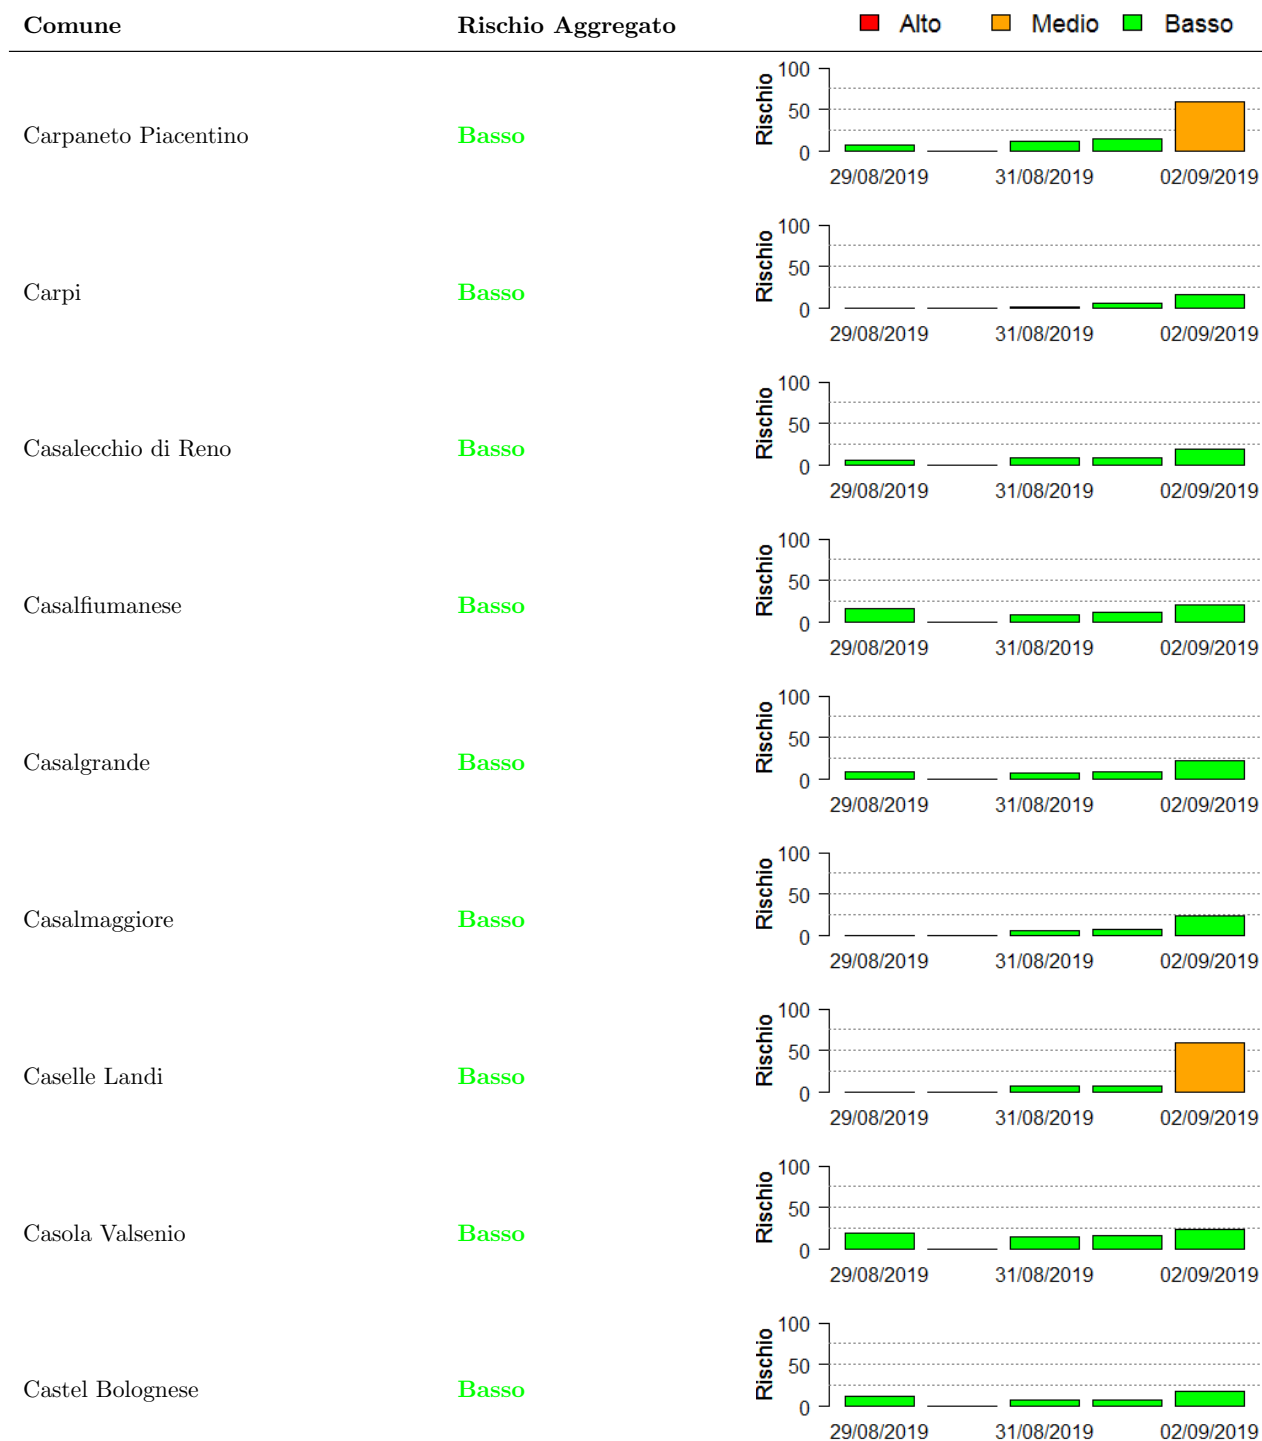 Comune Rischio Aggregato Alto Medio Basso
Carpaneto Piacentino Basso
Rischio
100
50
0
29/08/2019 31/08/2019 02/09/2019
Carpi Basso
Rischio
100
50
0
29/08/2019 31/08/2019 02/09/2019
Casalecchio di Reno Basso
Rischio
100
50
0
29/08/2019 31/08/2019 02/09/2019
Casalfiumanese Basso
Rischio
100
50
0
29/08/2019 31/08/2019 02/09/2019
Casalgrande Basso
Rischio
100
50
0
29/08/2019 31/08/2019 02/09/2019
Casalmaggiore Basso
Rischio
100
50
0
29/08/2019 31/08/2019 02/09/2019
Caselle Landi Basso
Rischio
100
50
0
29/08/2019 31/08/2019 02/09/2019
Casola Valsenio Basso
Rischio
100
50
0
29/08/2019 31/08/2019 02/09/2019
Castel Bolognese Basso
Rischio
100
50
0
29/08/2019 31/08/2019 02/09/2019